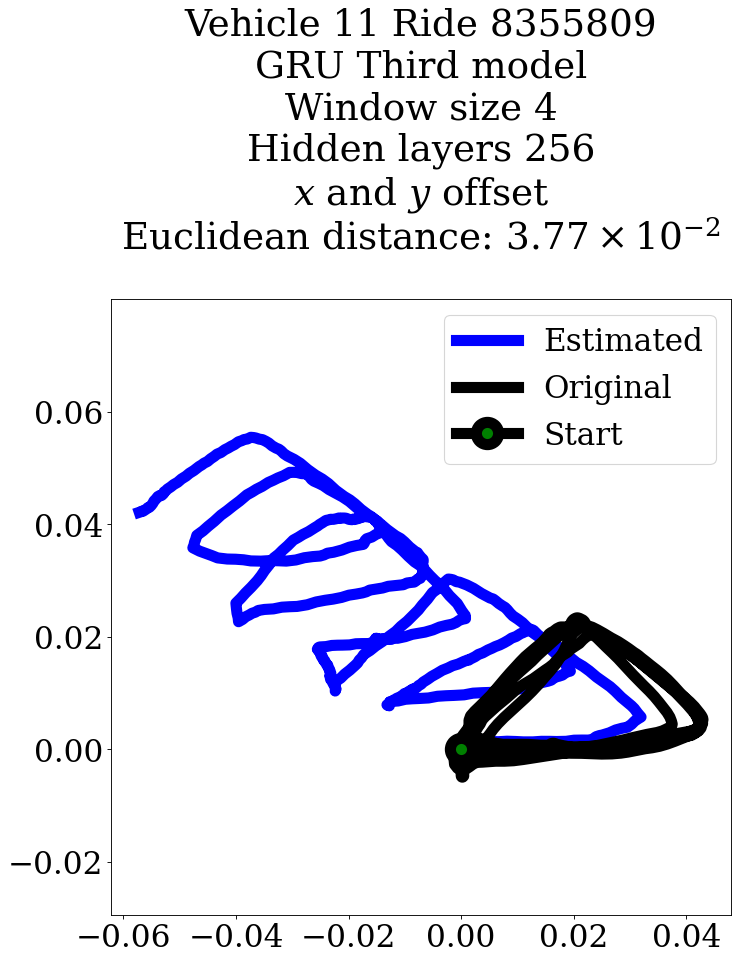 Vehicle 11 Ride 8355809
GRU Third model
Window size 4
Hidden layers 256
x and y offset
Euclidean distance: 3.77 × 10⁻²
Estimated
Original
Start
0.06
0.04
0.02
0.00
−0.02
−0.06 −0.04 −0.02 0.00 0.02 0.04